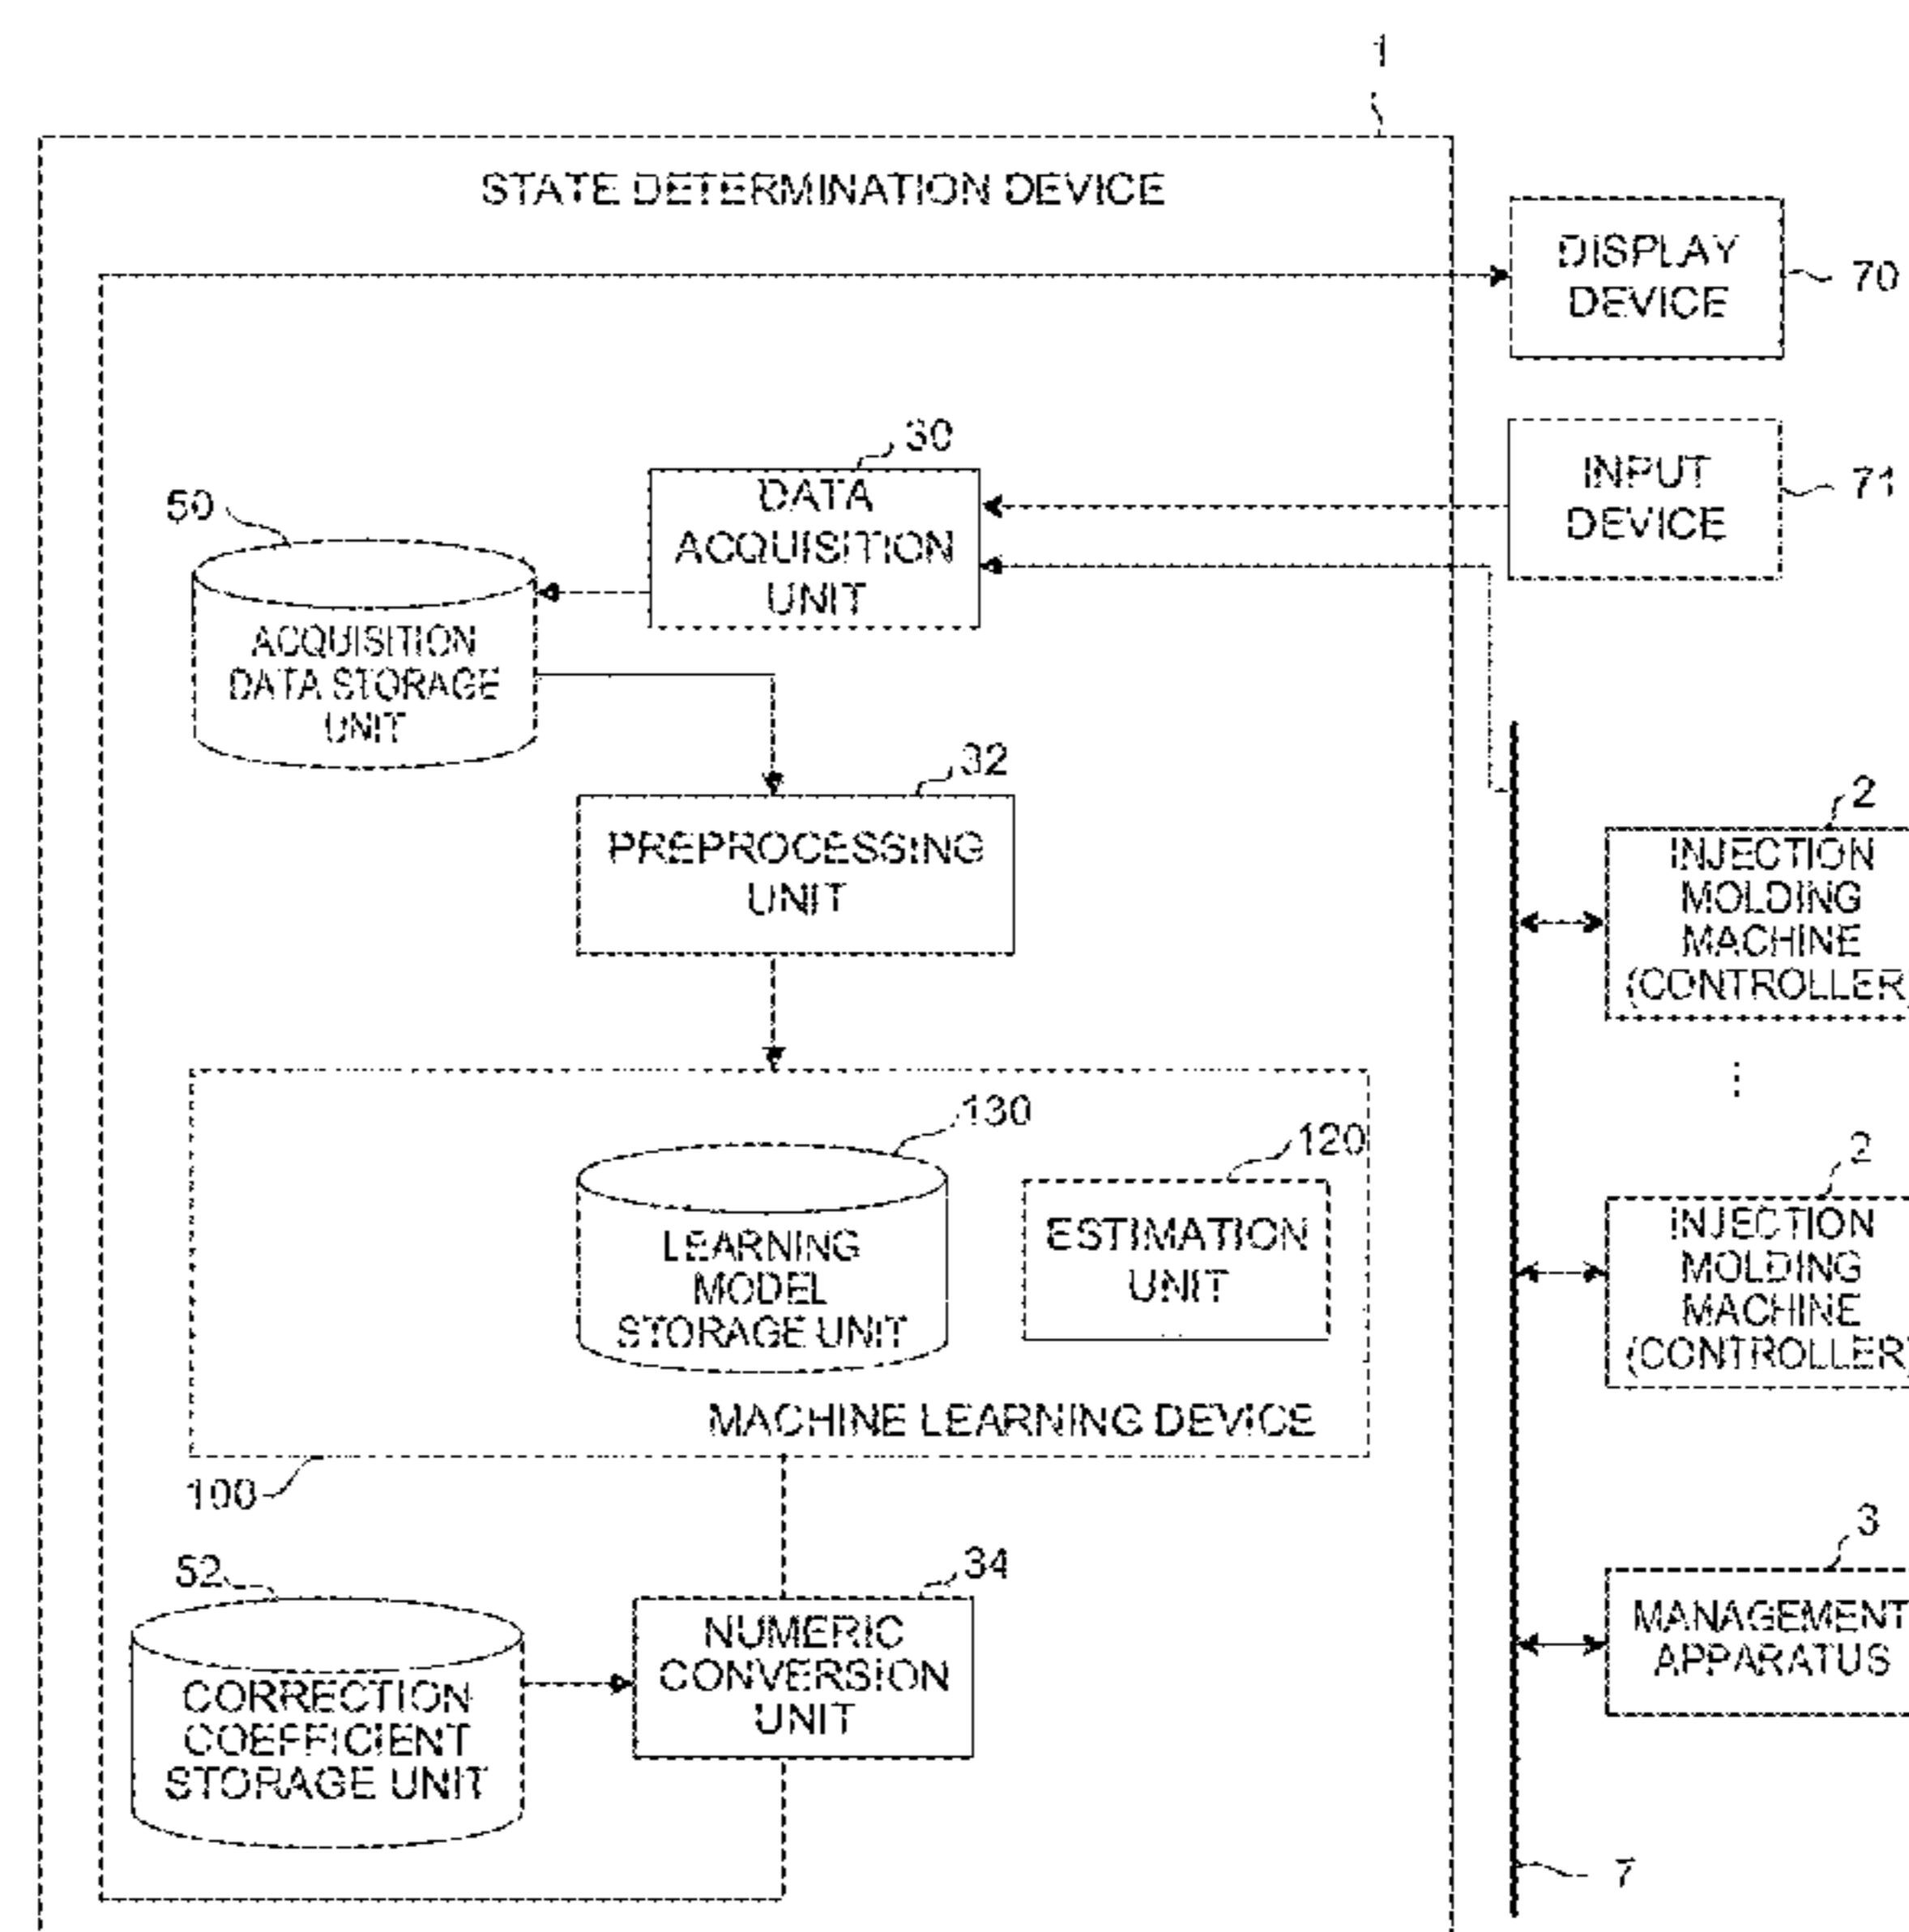 1
STATE DETERMINATION DEVICE
DISPLAY
DEVICE
70
30
DATA
ACQUISITION
UNIT
INPUT
DEVICE
71
50
ACQUISITION
DATA STORAGE
UNIT
32
PREPROCESSING
UNIT
2
INJECTION
MOLDING
MACHINE
(CONTROLLER)
⋮
130
LEARNING
MODEL
STORAGE UNIT
120
ESTIMATION
UNIT
2
INJECTION
MOLDING
MACHINE
(CONTROLLER)
MACHINE LEARNING DEVICE
100
52
CORRECTION
COEFFICIENT
STORAGE UNIT
34
NUMERIC
CONVERSION
UNIT
3
MANAGEMENT
APPARATUS
7